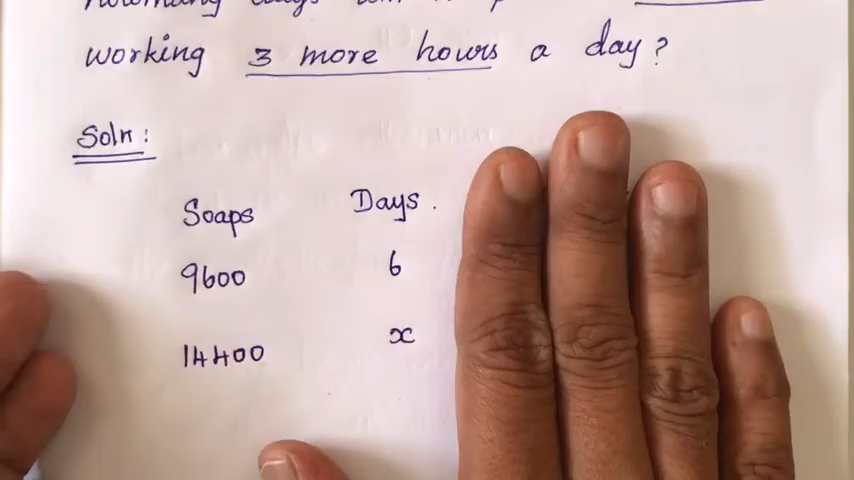 working 3 more hours a day?
Soln:
Soaps Days.
9600 6
14400 x